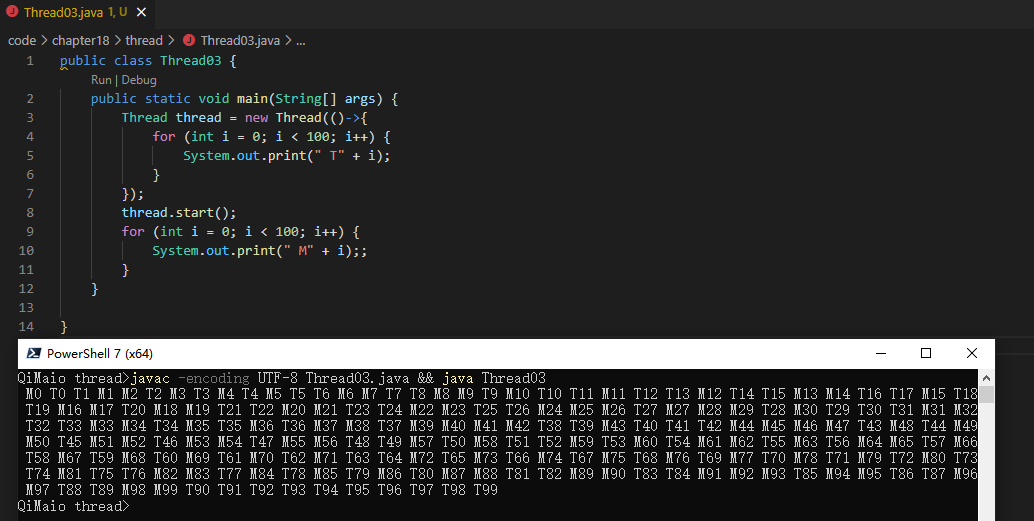 Thread03.java 1, U ×
code > chapter18 > thread > Thread03.java > ...
1 public class Thread03 {
Run | Debug
2 public static void main(String[] args) {
3 Thread thread = new Thread(()->{
4 for (int i = 0; i < 100; i++) {
5 System.out.print(" T" + i);
6 }
7 });
8 thread.start();
9 for (int i = 0; i < 100; i++) {
10 System.out.print(" M" + i);;
11 }
12 }
13
14 }
PowerShell 7 (x64)
QiMaio thread>javac -encoding UTF-8 Thread03.java && java Thread03
M0 T0 T1 M1 M2 T2 M3 T3 M4 T4 M5 T5 T6 M6 M7 T7 T8 M8 M9 T9 M10 T10 T11 M11 T12 T13 M12 T14 T15 M13 M14 T16 T17 M15 T18
T19 M16 M17 T20 M18 M19 T21 T22 M20 M21 T23 T24 M22 M23 T25 T26 M24 M25 T27 M26 M27 M28 M29 T28 M30 T29 T30 T31 M31 M32
T32 T33 M33 M34 T34 M35 T35 M36 T36 M37 M38 T37 M39 M40 M41 M42 T38 T39 M43 T40 T41 T42 M44 M45 M46 M47 T43 M48 T44 M49
M50 T45 M51 M52 T46 M53 M54 T47 M55 M56 T48 T49 M57 T50 M58 T51 T52 M59 T53 M60 T54 M61 M62 T55 M63 T56 M64 M65 T57 M66
T58 M67 T59 M68 T60 M69 T61 M70 T62 M71 T63 T64 M72 T65 M73 T66 M74 T67 M75 T68 M76 T69 M77 T70 M78 T71 M79 T72 M80 T73
T74 M81 T75 T76 M82 M83 T77 M84 T78 M85 T79 M86 T80 M87 M88 T81 T82 M89 M90 T83 T84 M91 M92 M93 T85 M94 M95 T86 T87 M96
M97 T88 T89 M98 M99 T90 T91 T92 T93 T94 T95 T96 T97 T98 T99
QiMaio thread>